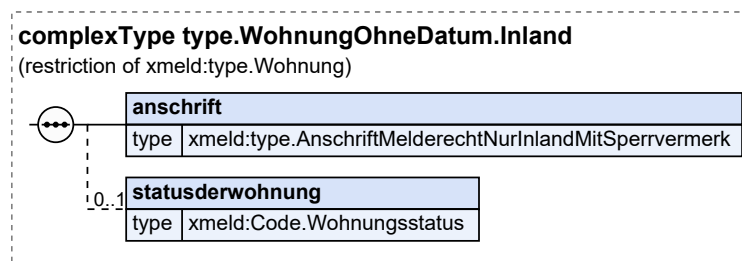 complexType type.WohnungOhneDatum.Inland
(restriction of xmeld:type.Wohnung)
anschrift
type xmeld:type.AnschriftMelderechtNurInlandMitSperrvermerk
0..1 statusderwohnung
type xmeld:Code.Wohnungsstatus